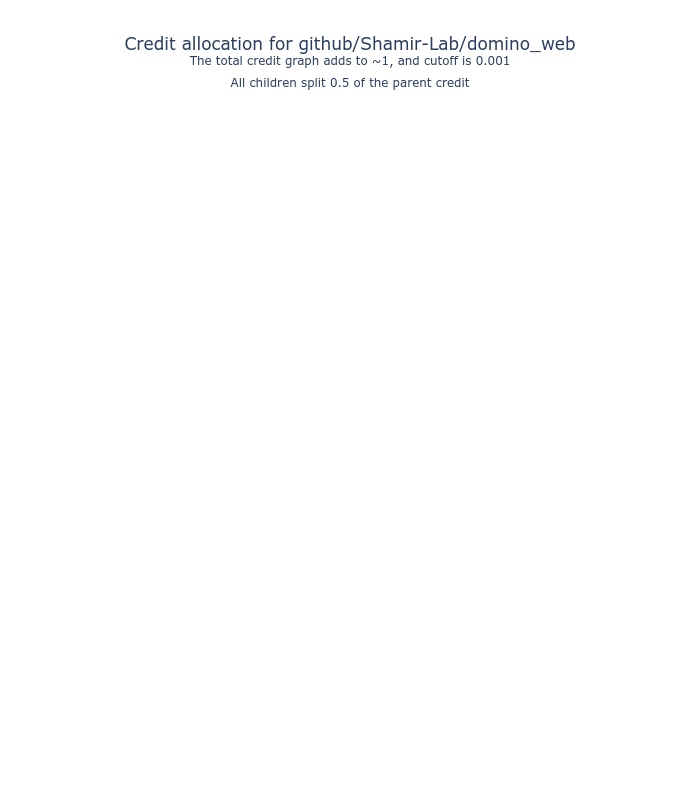 Credit allocation for github/Shamir-Lab/domino_web
The total credit graph adds to ~1, and cutoff is 0.001
All children split 0.5 of the parent credit